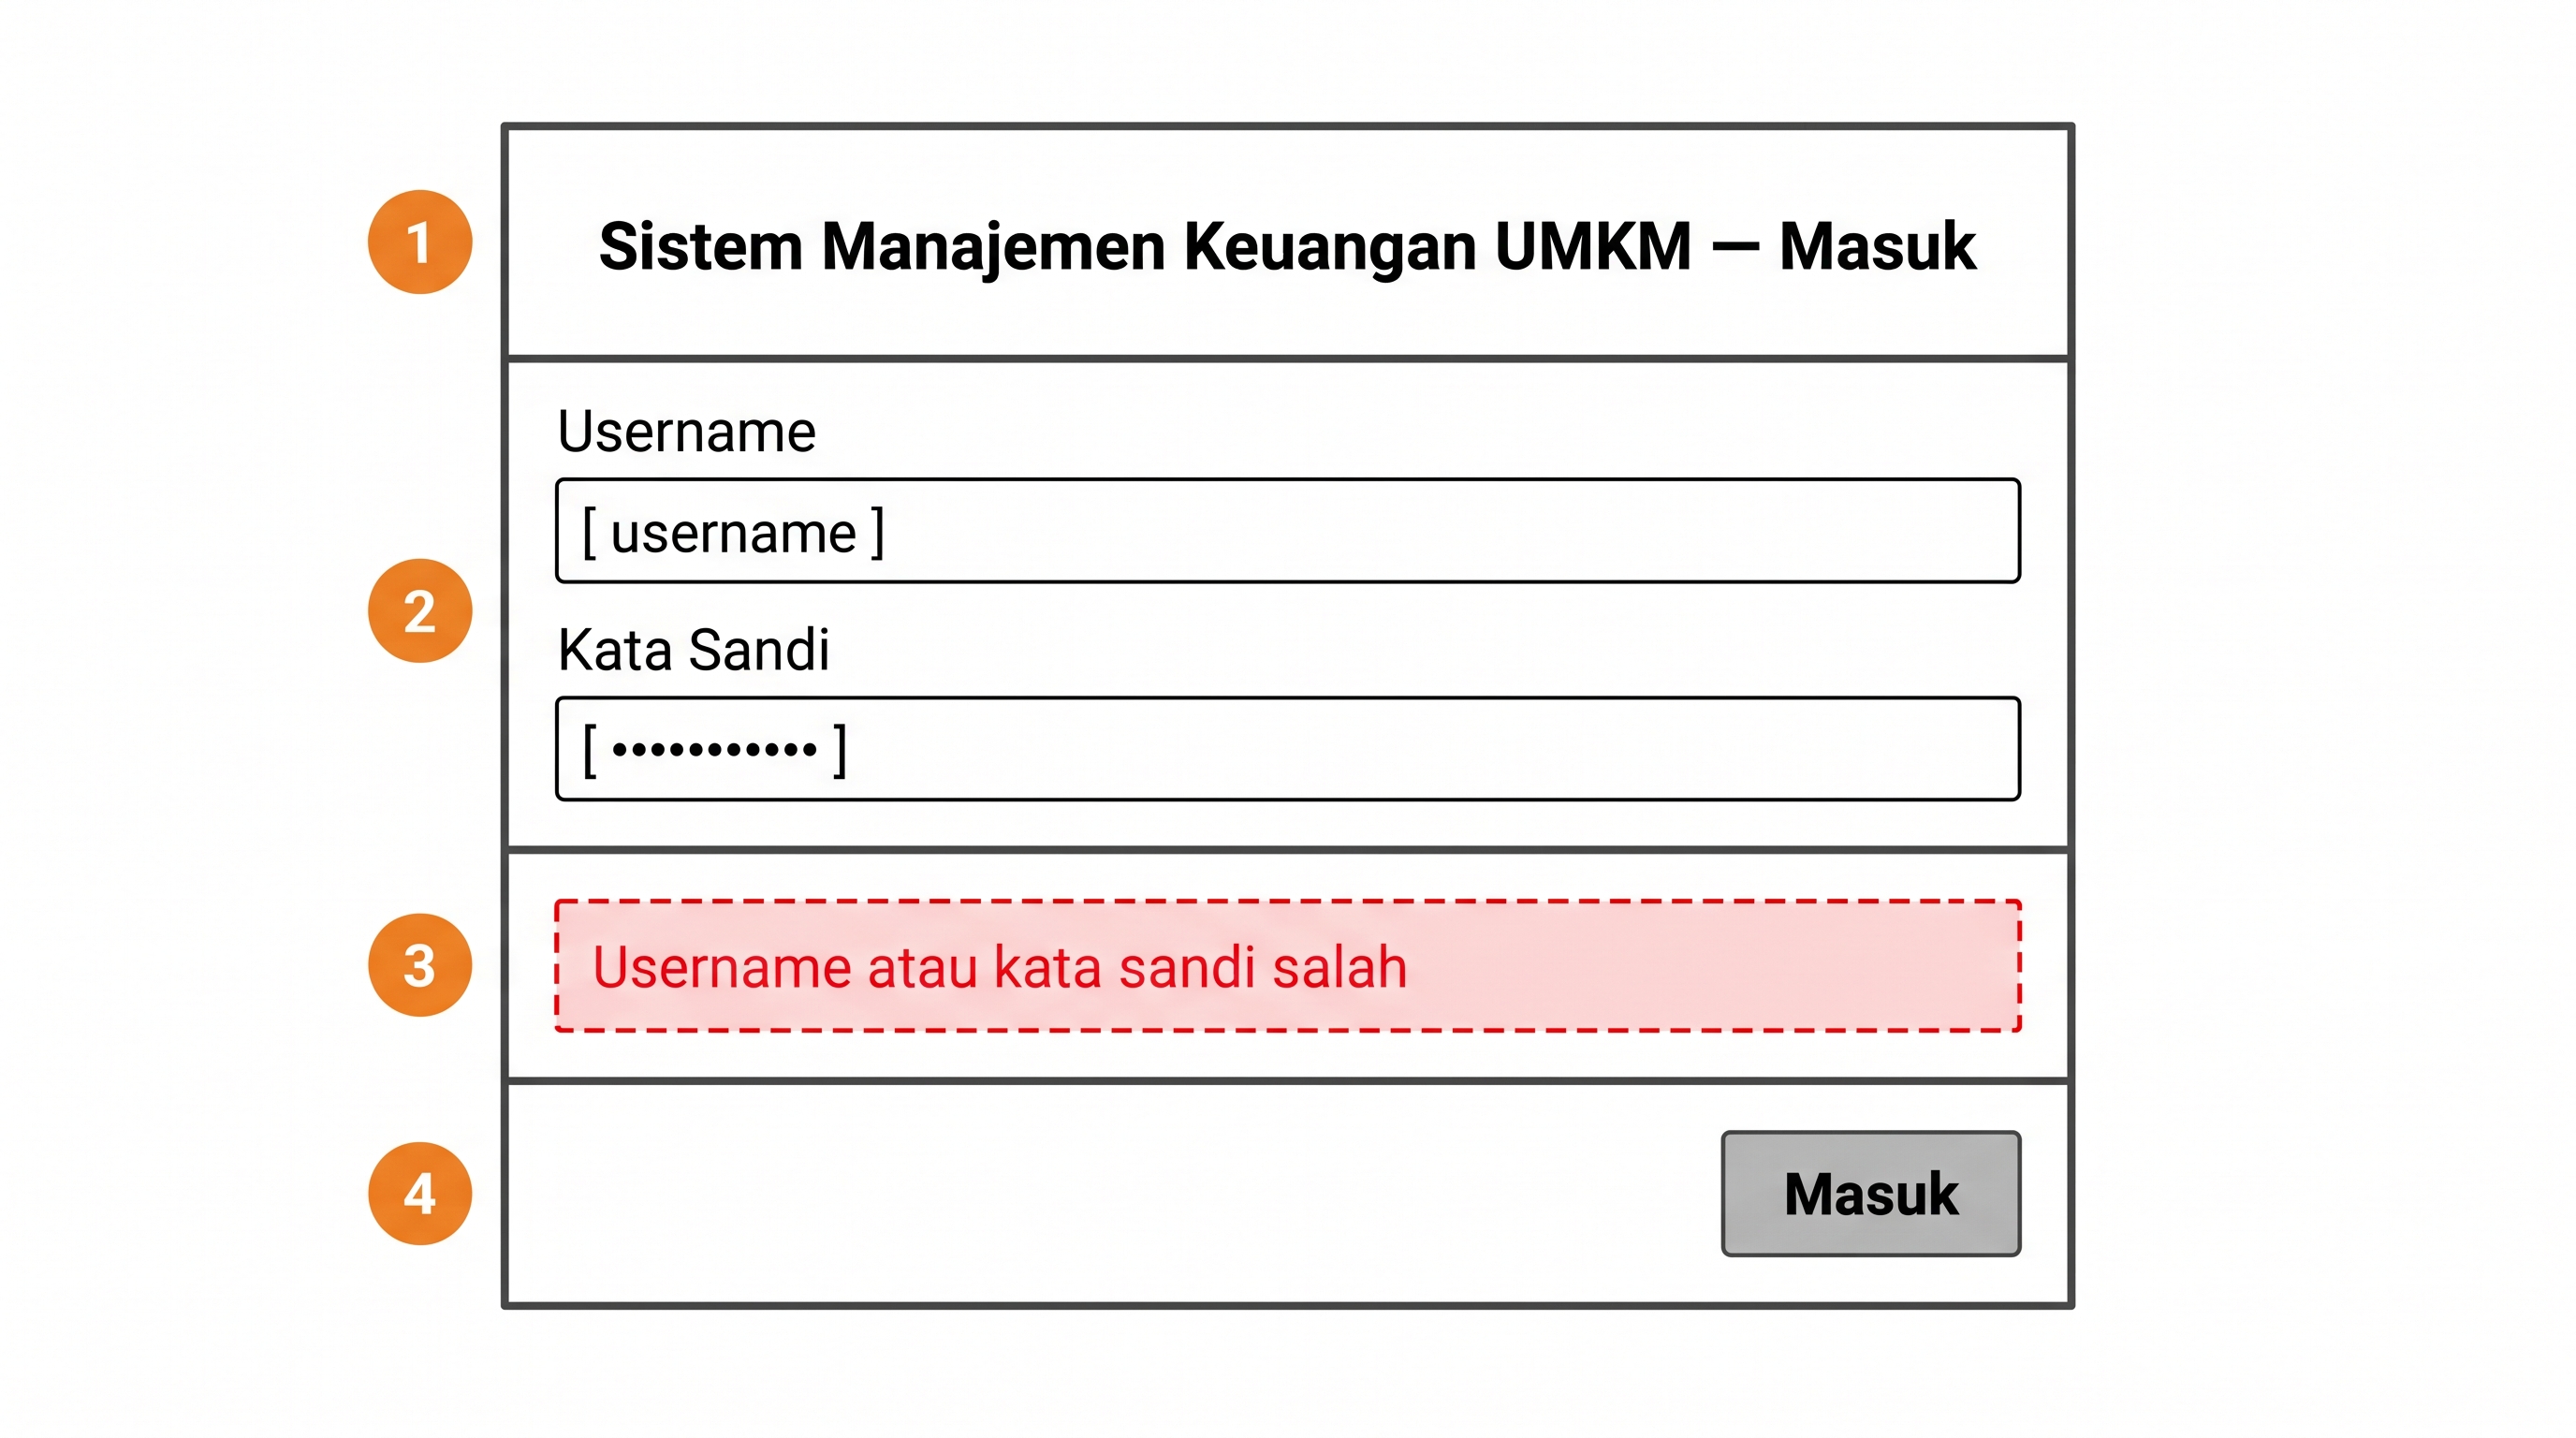 1
Sistem Manajemen Keuangan UMKM — Masuk
2
Username
[ username ]
Kata Sandi
[ ••••••••••• ]
3
Username atau kata sandi salah
4
Masuk